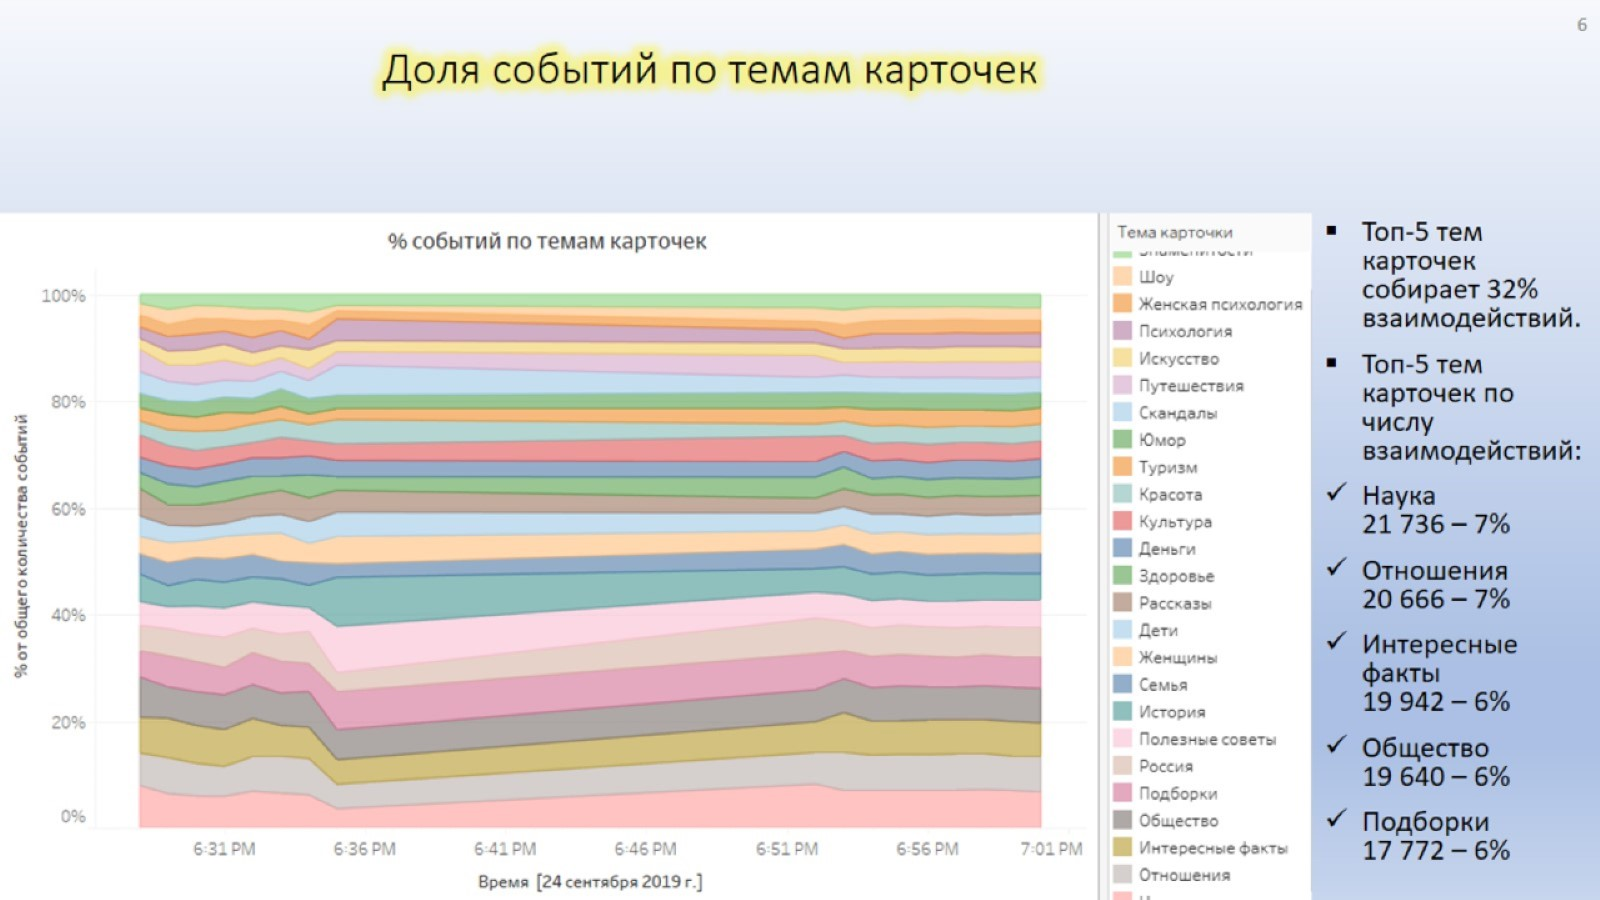 6
Доля событий по темам карточек
% событий по темам карточек
% от общего количества событий
100%
80%
60%
40%
20%
0%
6:31 PM
6:36 PM
6:41 PM
6:46 PM
6:51 PM
6:56 PM
7:01 PM
Время [24 сентября 2019 г.]
Тема карточки
Знаменитости
Шоу
Женская психология
Психология
Искусство
Путешествия
Скандалы
Юмор
Туризм
Красота
Культура
Деньги
Здоровье
Рассказы
Дети
Женщины
Семья
История
Полезные советы
Россия
Подборки
Общество
Интересные факты
Отношения
Топ-5 тем
карточек
собирает 32%
взаимодействий.
Топ-5 тем
карточек по
числу
взаимодействий:
Наука
21 736 – 7%
Отношения
20 666 – 7%
Интересные
факты
19 942 – 6%
Общество
19 640 – 6%
Подборки
17 772 – 6%